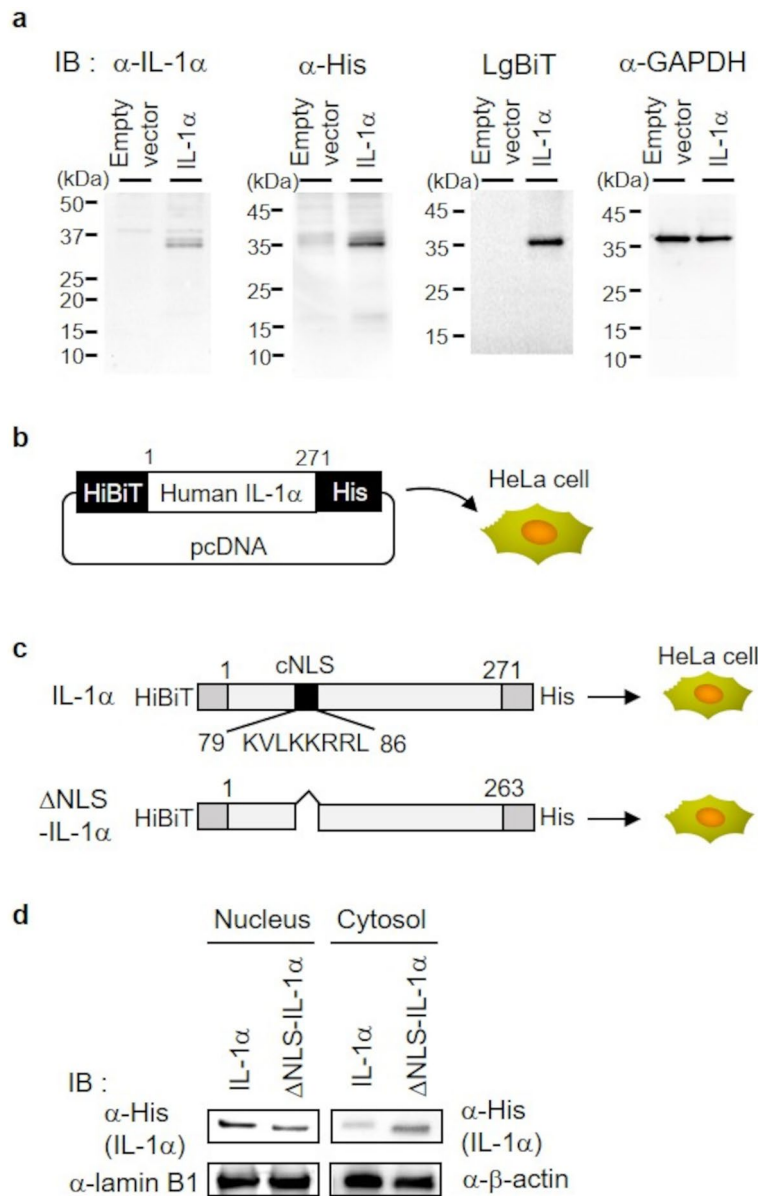 a
IB : α-IL-1α α-His LgBiT α-GAPDH
Empty vector IL-1α Empty vector IL-1α Empty vector IL-1α Empty vector IL-1α
(kDa) (kDa) (kDa) (kDa)
50 37 25 20 15 10
45 35 25 15
45 35 25 15
45 35 25 15 10
b
1 271
HiBiT Human IL-1α His
pcDNA
HeLa cell
c
1 cNLS 271 HeLa cell
IL-1α HiBiT His
79 KVLKKRRL 86
1 263
ΔNLS HiBiT His
-IL-1α
d
Nucleus Cytosol
IL-1α ΔNLS-IL-1α IL-1α ΔNLS-IL-1α
IB :
α-His α-His
(IL-1α) (IL-1α)
α-lamin B1 α-β-actin